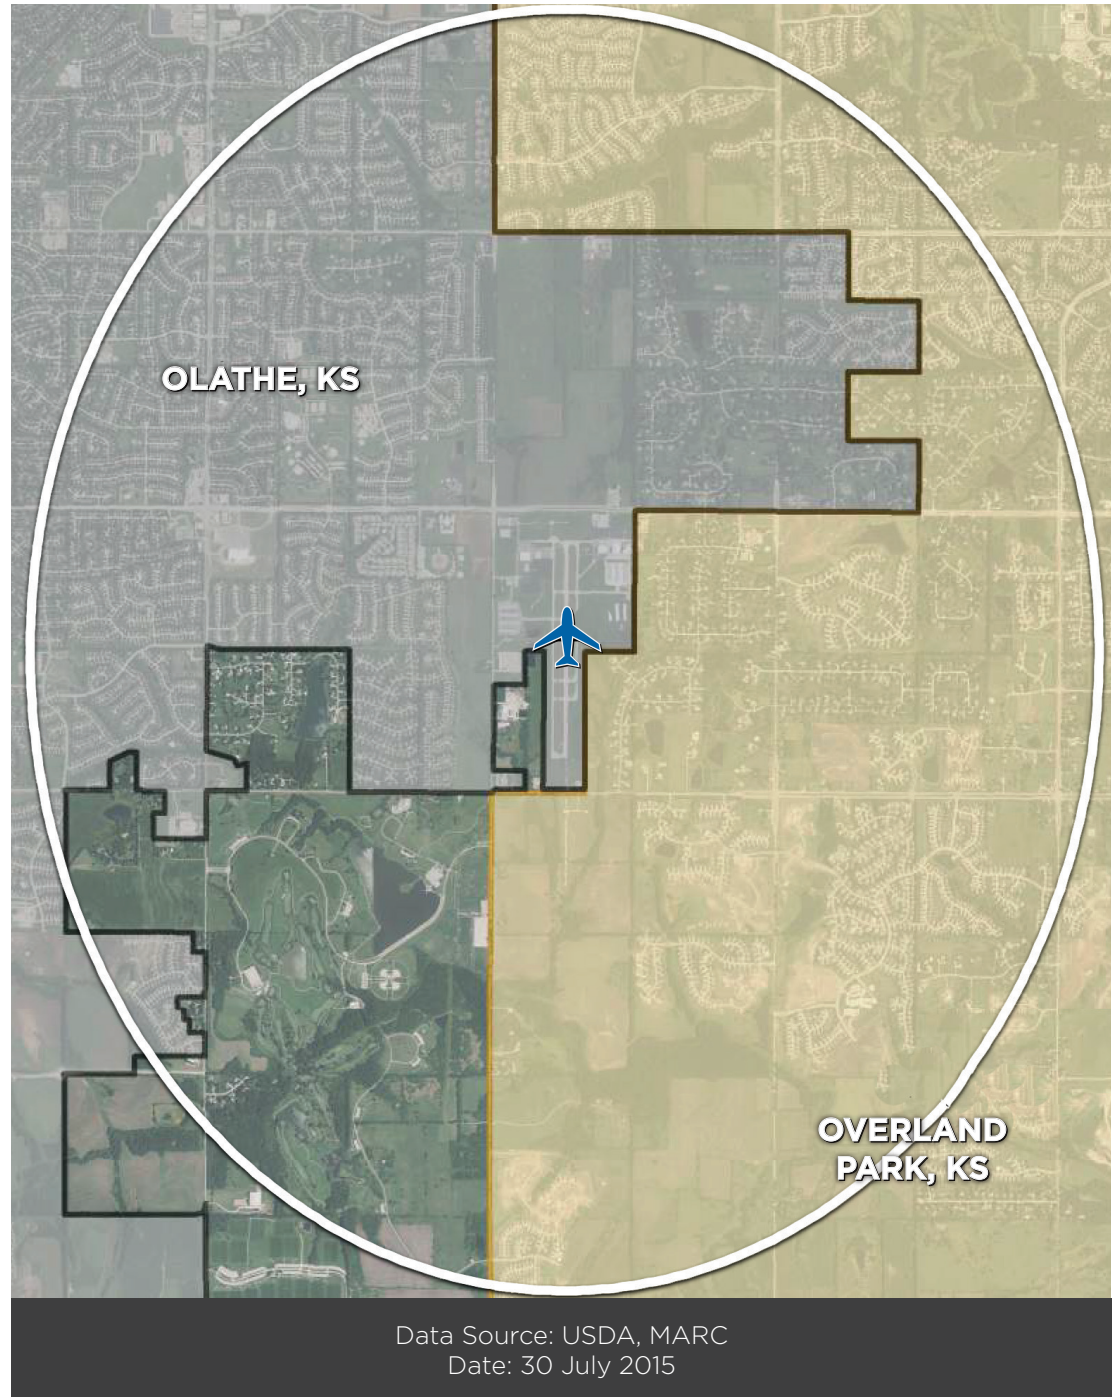 OLATHE, KS
OVERLAND
PARK, KS
Data Source: USDA, MARC
Date: 30 July 2015